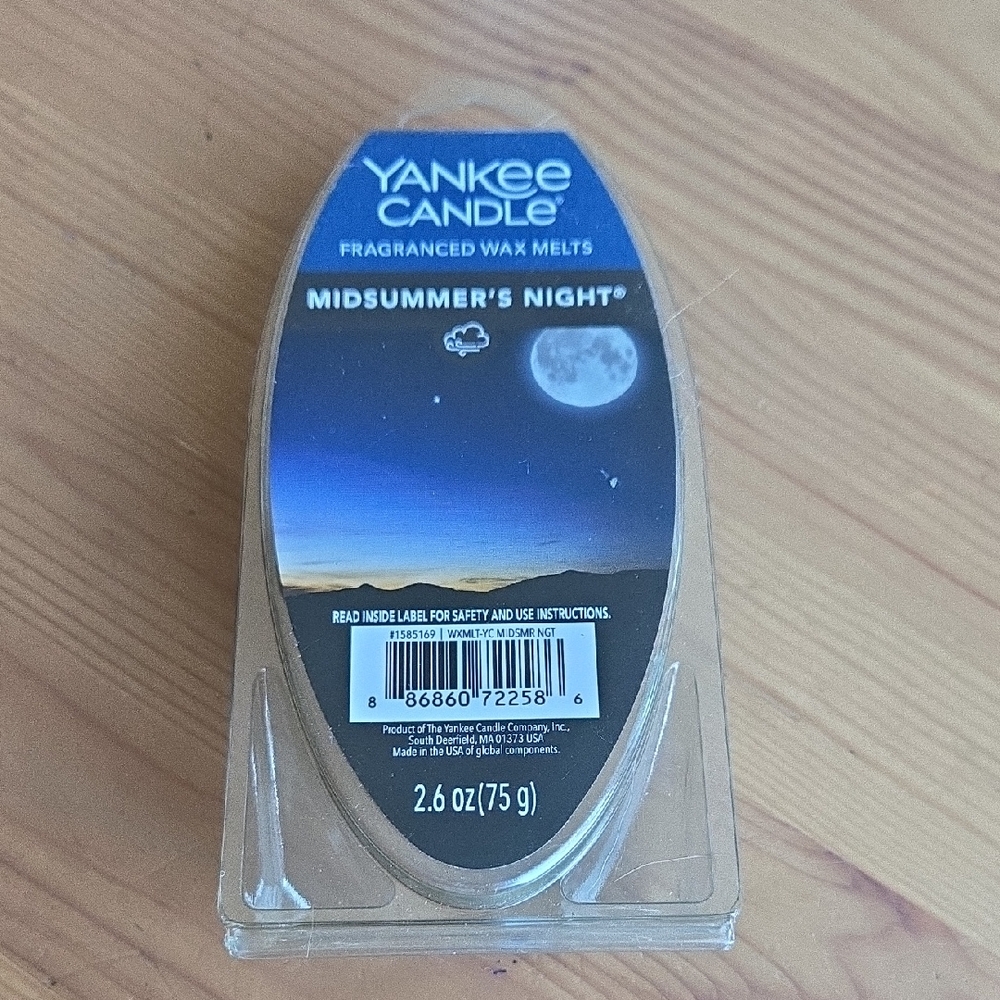 YANKEE
CANDLE®
FRAGRANCED WAX MELTS
MIDSUMMER'S NIGHT®
READ INSIDE LABEL FOR SAFETY AND USE INSTRUCTIONS.
#1585169 | WXMLT-YC MIDSMR NGT
8 86860 72258 6
Product of The Yankee Candle Company, Inc.,
South Deerfield, MA 01373 USA
Made in the USA of global components.
2.6 oz(75 g)